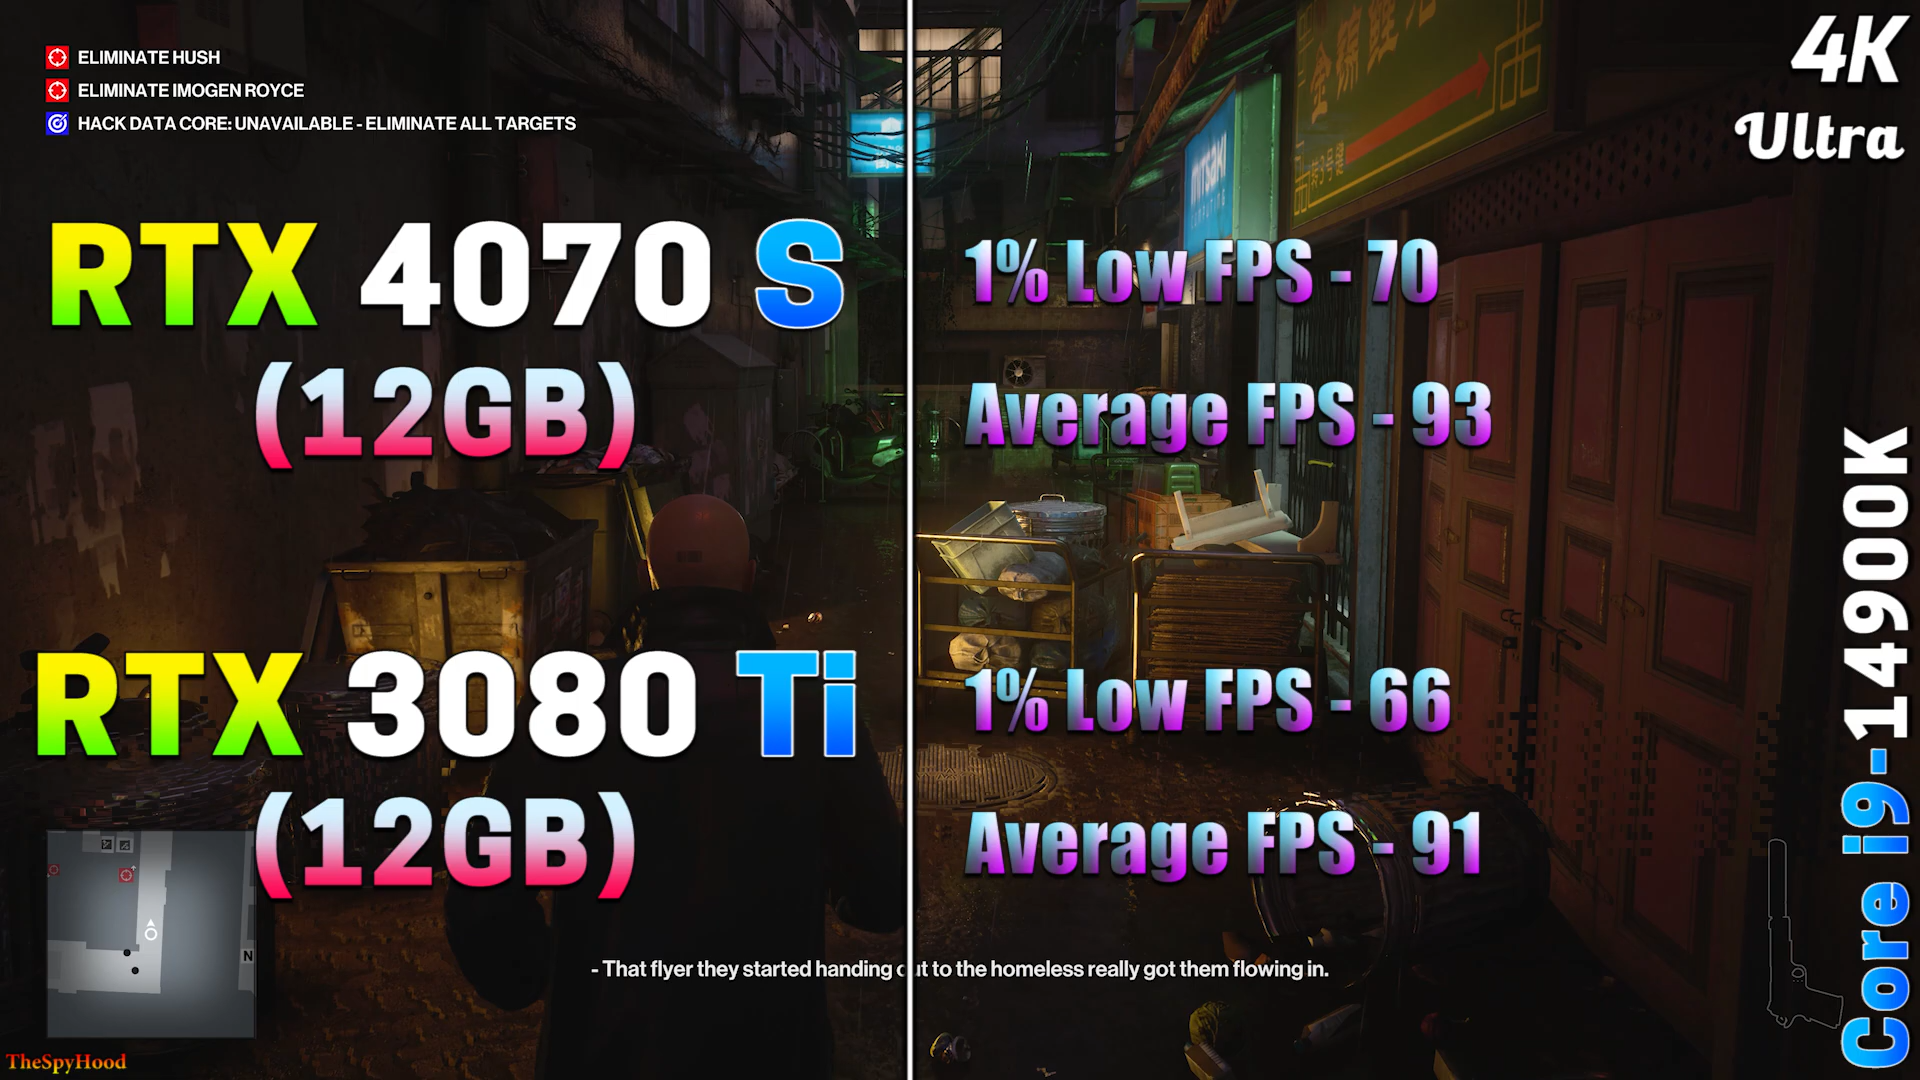 ELIMINATE HUSH
ELIMINATE IMOGEN ROYCE
HACK DATA CORE: UNAVAILABLE - ELIMINATE ALL TARGETS
4K
Ultra
RTX 4070 S
(12GB)
1% Low FPS - 70
Average FPS - 93
MITSAKI
COMPUTING
RTX 3080 Ti
(12GB)
1% Low FPS - 66
Average FPS - 91
Core i9-14900K
N
- That flyer they started handing out to the homeless really got them flowing in.
TheSpyHood